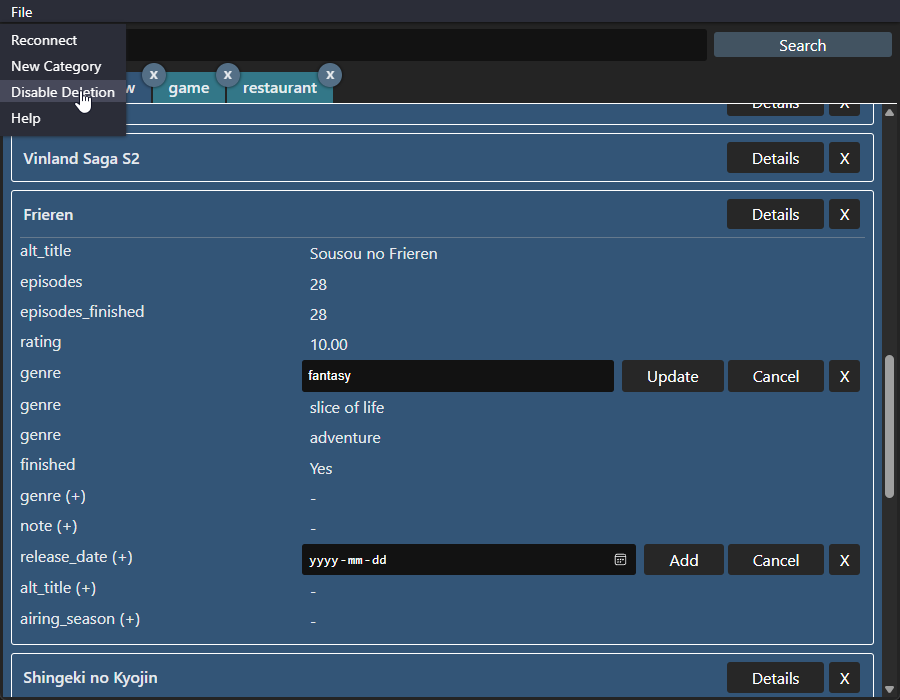 File
Reconnect
New Category
Disable Deletion
Help
Search
w x game x restaurant x
Details X
Vinland Saga S2 Details X
Frieren Details X
alt_title Sousou no Frieren
episodes 28
episodes_finished 28
rating 10.00
genre fantasy Update Cancel X
genre slice of life
genre adventure
finished Yes
genre (+) -
note (+) -
release_date (+) yyyy-mm-dd Add Cancel X
alt_title (+) -
airing_season (+) -
Shingeki no Kyojin Details X